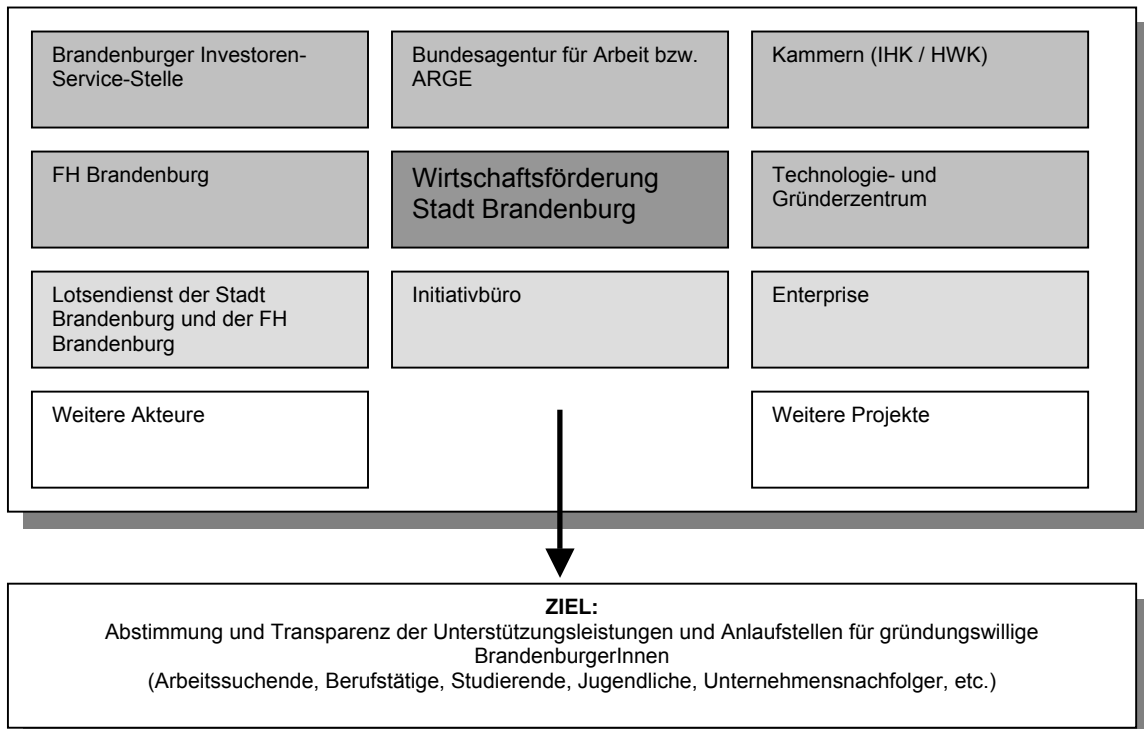 Brandenburger Investoren-
Service-Stelle
Bundesagentur für Arbeit bzw.
ARGE
Kammern (IHK / HWK)
FH Brandenburg
Wirtschaftsförderung
Stadt Brandenburg
Technologie- und
Gründerzentrum
Lotsendienst der Stadt
Brandenburg und der FH
Brandenburg
Initiativbüro
Enterprise
Weitere Akteure
Weitere Projekte
ZIEL:
Abstimmung und Transparenz der Unterstützungsleistungen und Anlaufstellen für gründungswillige
BrandenburgerInnen
(Arbeitssuchende, Berufstätige, Studierende, Jugendliche, Unternehmensnachfolger, etc.)